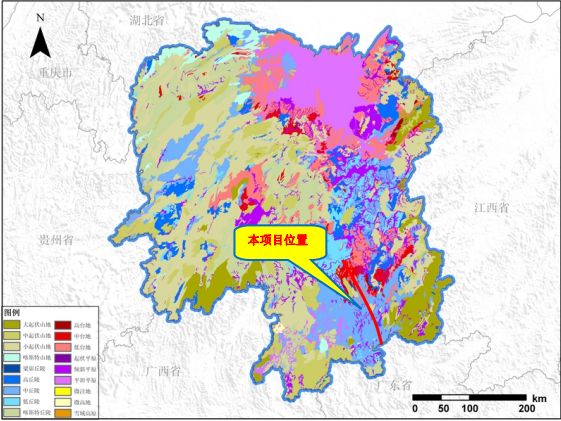 N
湖北省
重庆市
江西省
贵州省
本项目位置
广西省
广东省
图例
大起伏山地 高台地
中起伏山地 中台地
小起伏山地 低台地
喀斯特山地 起伏平原
梁峁丘陵 倾斜平原
高丘陵 平坦平原
中丘陵 微洼地
低丘陵 微高地
喀斯特丘陵 雪域高原
km
0 50 100 200